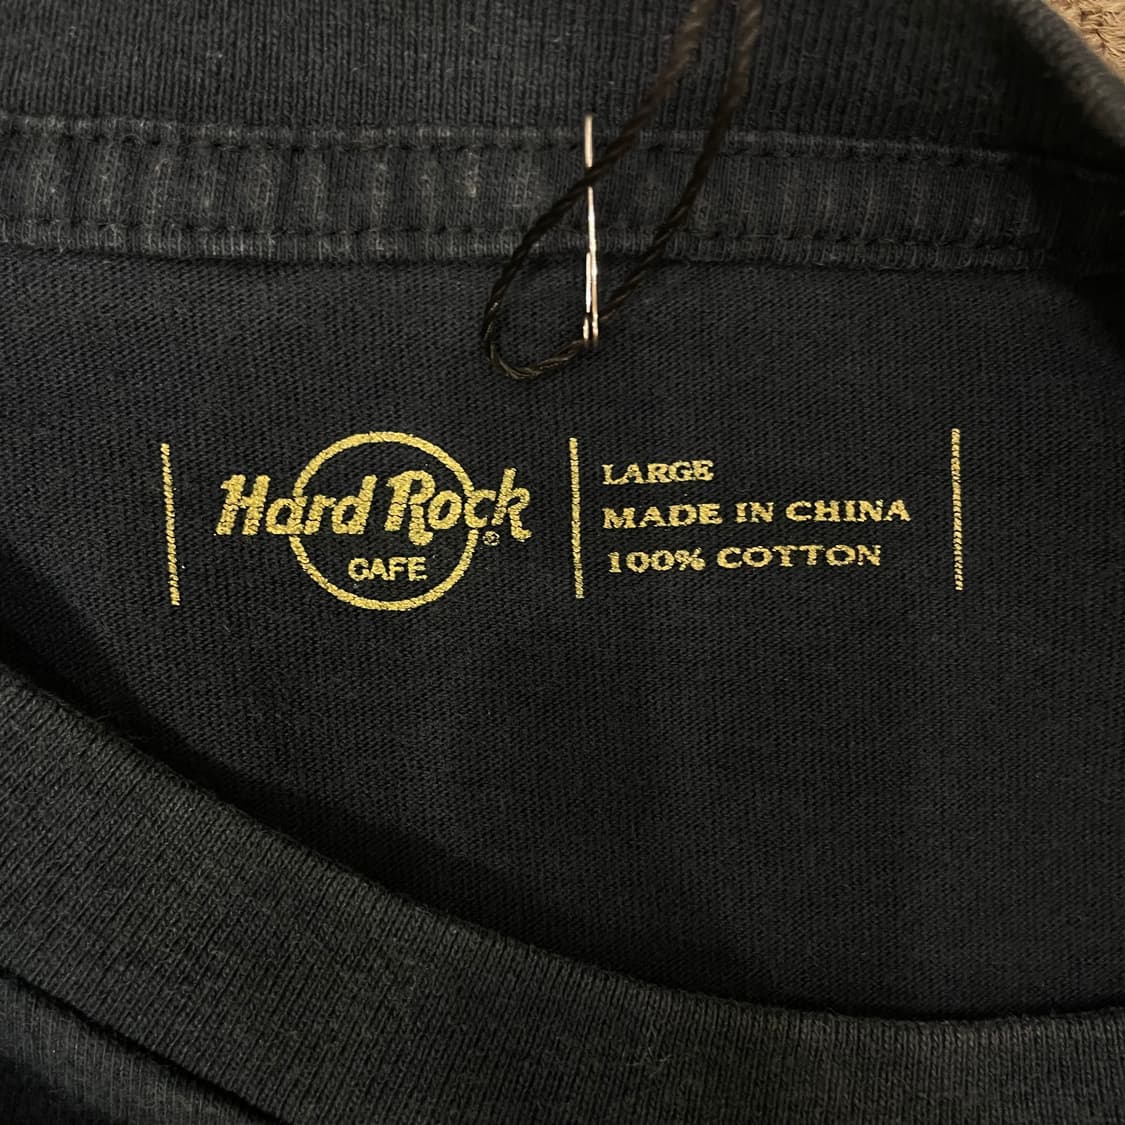 Hard Rock®
CAFE
LARGE
MADE IN CHINA
100% COTTON